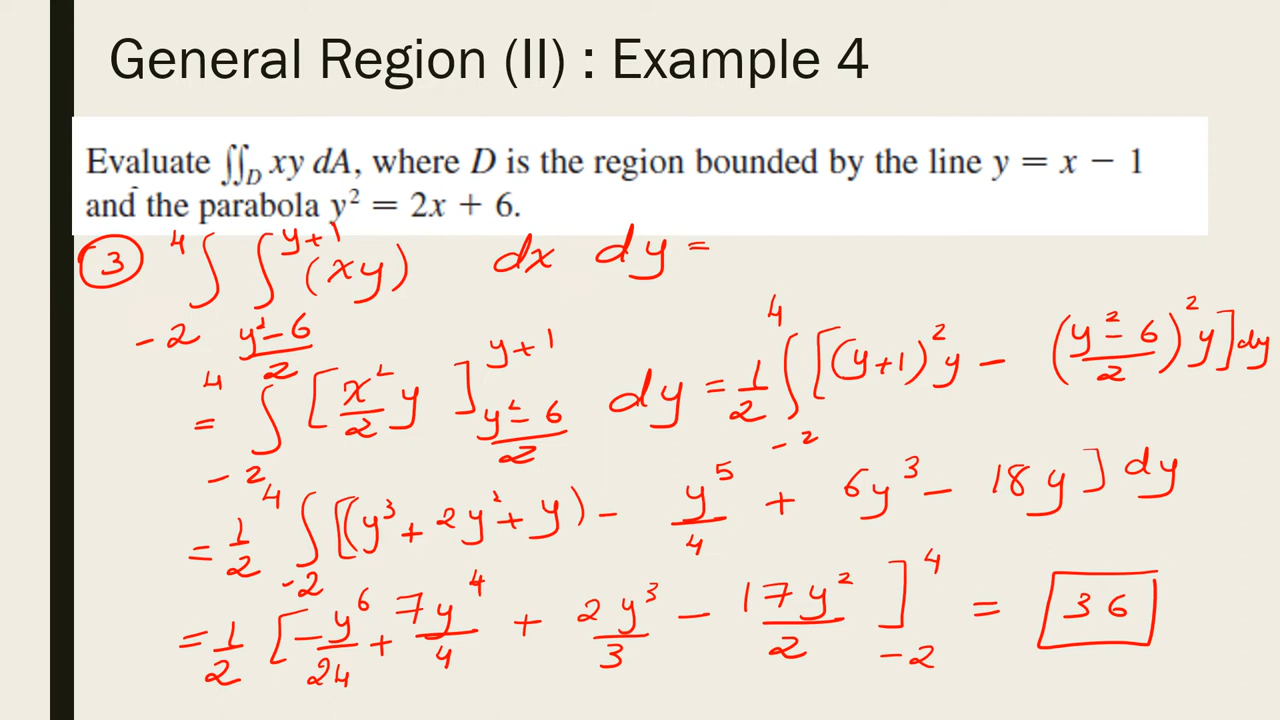 General Region (II) : Example 4
Evaluate ∬_D xy dA, where D is the region bounded by the line y = x − 1
and the parabola y² = 2x + 6.
③ ∫_{-2}^{4} ∫_{(y²-6)/2}^{y+1} (xy) dx dy =
= ∫_{-2}^{4} [x²/2 y]_{(y²-6)/2}^{y+1} dy = 1/2 ∫_{-2}^{4} [(y+1)²y − ((y²-6)/2)² y] dy
= 1/2 ∫_{-2}^{4} [(y³ + 2y² + y) − y⁵/4 + 6y³ − 18y] dy
= 1/2 [−y⁶/24 + 7y⁴/4 + 2y³/3 − 17y²/2]_{-2}^{4} = 36